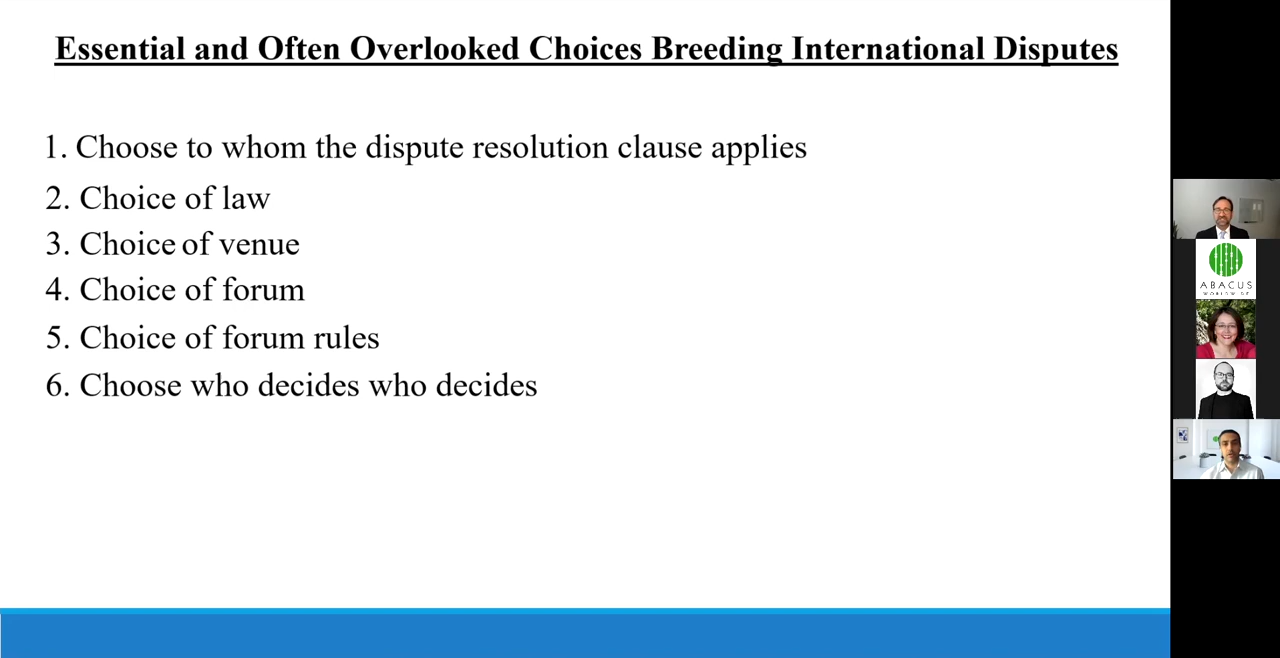 Essential and Often Overlooked Choices Breeding International Disputes
1. Choose to whom the dispute resolution clause applies
2. Choice of law
3. Choice of venue
4. Choice of forum
5. Choice of forum rules
6. Choose who decides who decides
ABACUS
WORLDWIDE